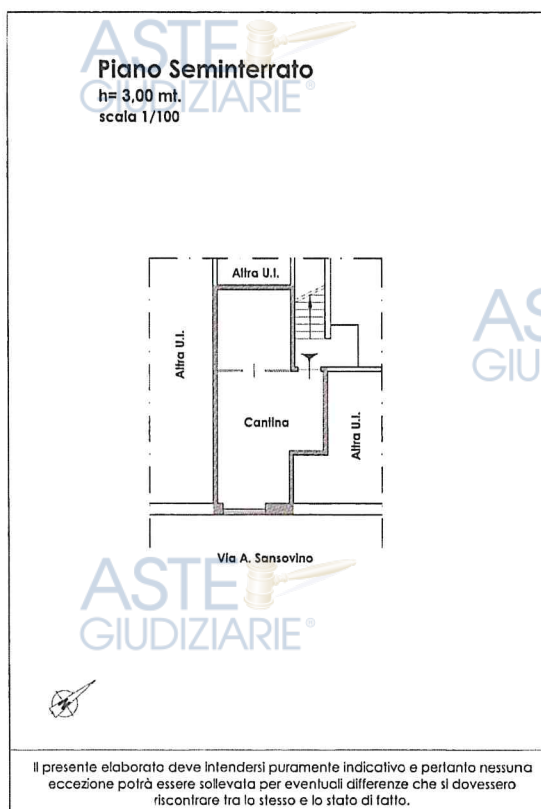 ASTE
GIUDIZIARIE®
Piano Seminterrato
h= 3,00 mt.
scala 1/100
Altra U.I.
Altra U.I.
AS
GIU
Cantina
Altra U.I.
Via A. Sansovino
ASTE
GIUDIZIARIE®
N
Il presente elaborato deve intendersi puramente indicativo e pertanto nessuna
eccezione potrà essere sollevata per eventuali differenze che si dovessero
riscontrare tra lo stesso e lo stato di fatto.